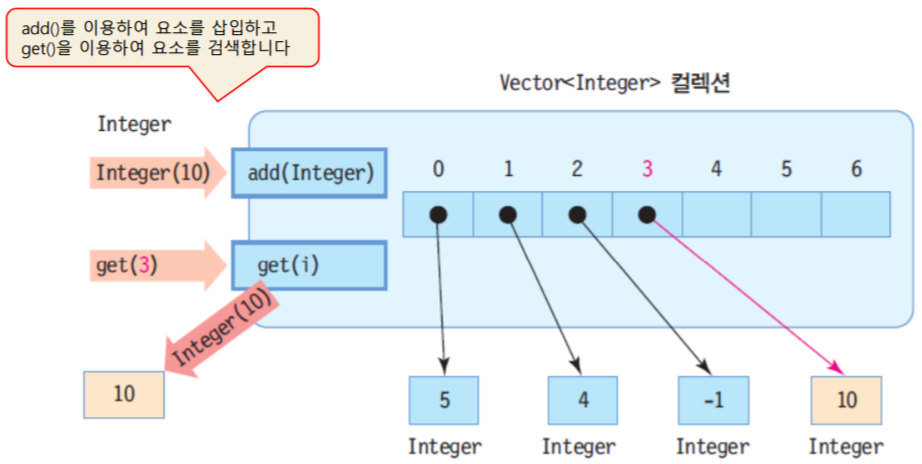 add()를 이용하여 요소를 삽입하고
get()을 이용하여 요소를 검색합니다
Vector<Integer> 컬렉션
Integer
Integer(10)
add(Integer)
0 1 2 3 4 5 6
get(3)
get(i)
Integer(10)
10
5 4 -1 10
Integer Integer Integer Integer